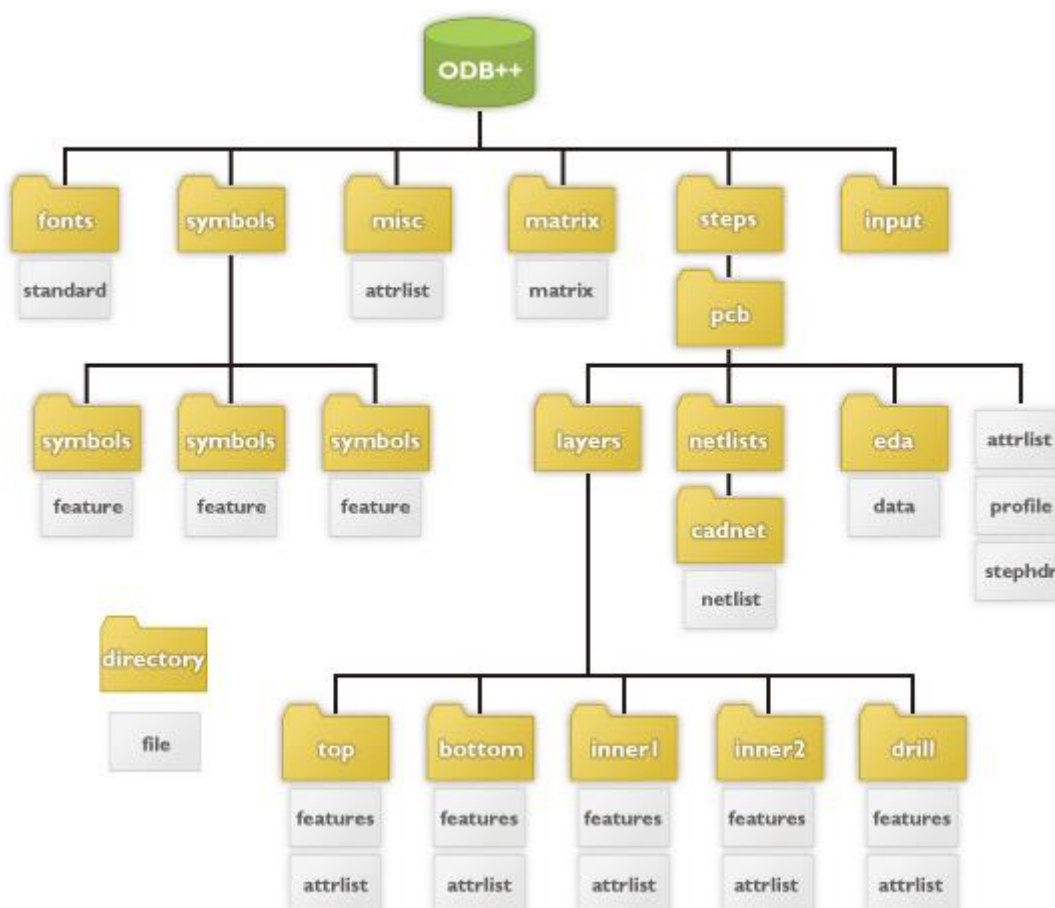 ODB++
fonts
symbols
misc
matrix
steps
input
standard
attrlist
matrix
pcb
symbols
symbols
symbols
layers
netlists
eda
attrlist
feature
feature
feature
cadnet
data
profile
netlist
stephdr
directory
file
top
bottom
inner1
inner2
drill
features
features
features
features
features
attrlist
attrlist
attrlist
attrlist
attrlist